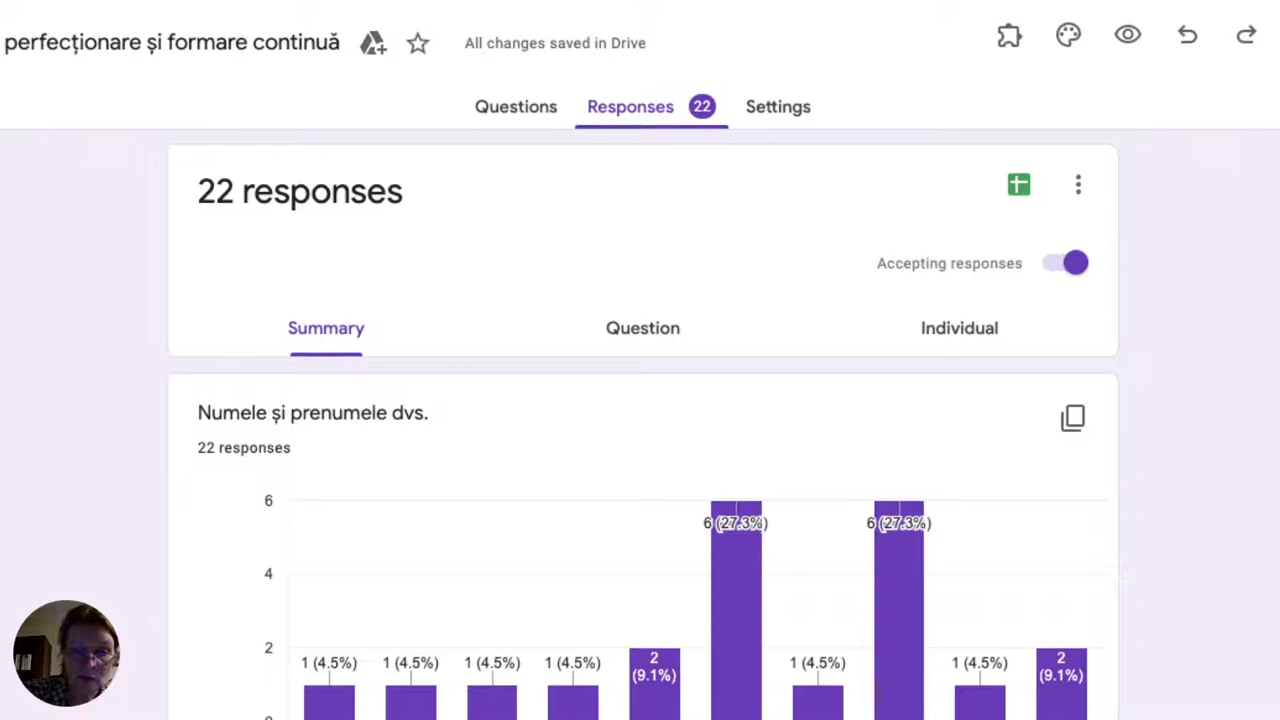 perfecționare și formare continuă
All changes saved in Drive
Questions
Responses 22
Settings
22 responses
Accepting responses
Summary
Question
Individual
Numele și prenumele dvs.
22 responses
6
4
2
1 (4.5%)
1 (4.5%)
1 (4.5%)
1 (4.5%)
2
(9.1%)
6 (27.3%)
1 (4.5%)
6 (27.3%)
1 (4.5%)
2
(9.1%)